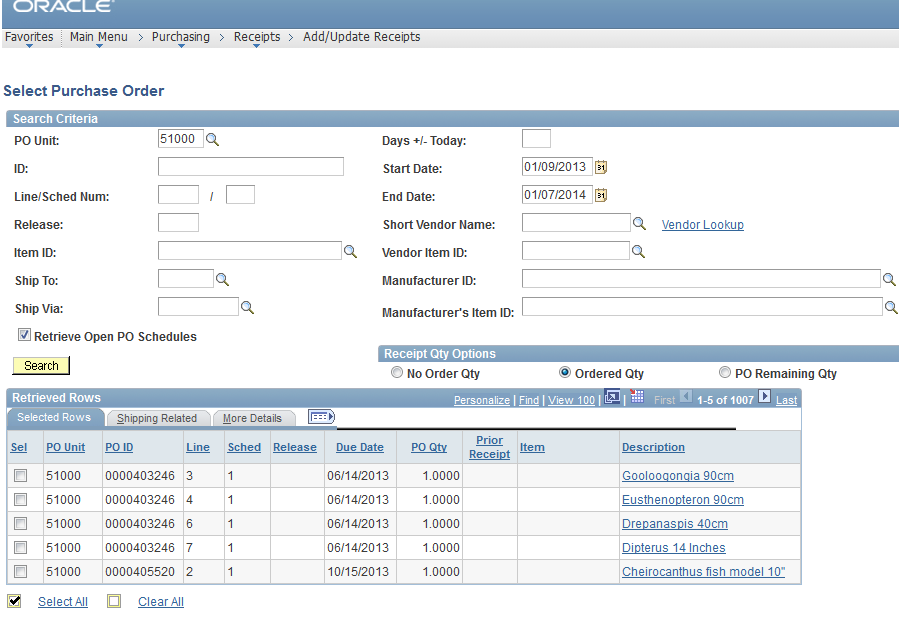 ORACLE
Favorites Main Menu > Purchasing > Receipts > Add/Update Receipts
Select Purchase Order
Search Criteria
PO Unit: 51000 Days +/- Today:
ID: Start Date: 01/09/2013 31
Line/Sched Num: / End Date: 01/07/2014 31
Release: Short Vendor Name: Vendor Lookup
Item ID: Vendor Item ID:
Ship To: Manufacturer ID:
Ship Via: Manufacturer's Item ID:
Retrieve Open PO Schedules
Search
Receipt Qty Options
No Order Qty Ordered Qty PO Remaining Qty
Retrieved Rows Personalize | Find | View 100 | | First 1-5 of 1007 Last
Selected Rows Shipping Related More Details
Sel PO Unit PO ID Line Sched Release Due Date PO Qty Prior Receipt Item Description
51000 0000403246 3 1 06/14/2013 1.0000 Gooloogongia 90cm
51000 0000403246 4 1 06/14/2013 1.0000 Eusthenopteron 90cm
51000 0000403246 6 1 06/14/2013 1.0000 Drepanaspis 40cm
51000 0000403246 7 1 06/14/2013 1.0000 Dipterus 14 Inches
51000 0000405520 2 1 10/15/2013 1.0000 Cheirocanthus fish model 10"
Select All Clear All